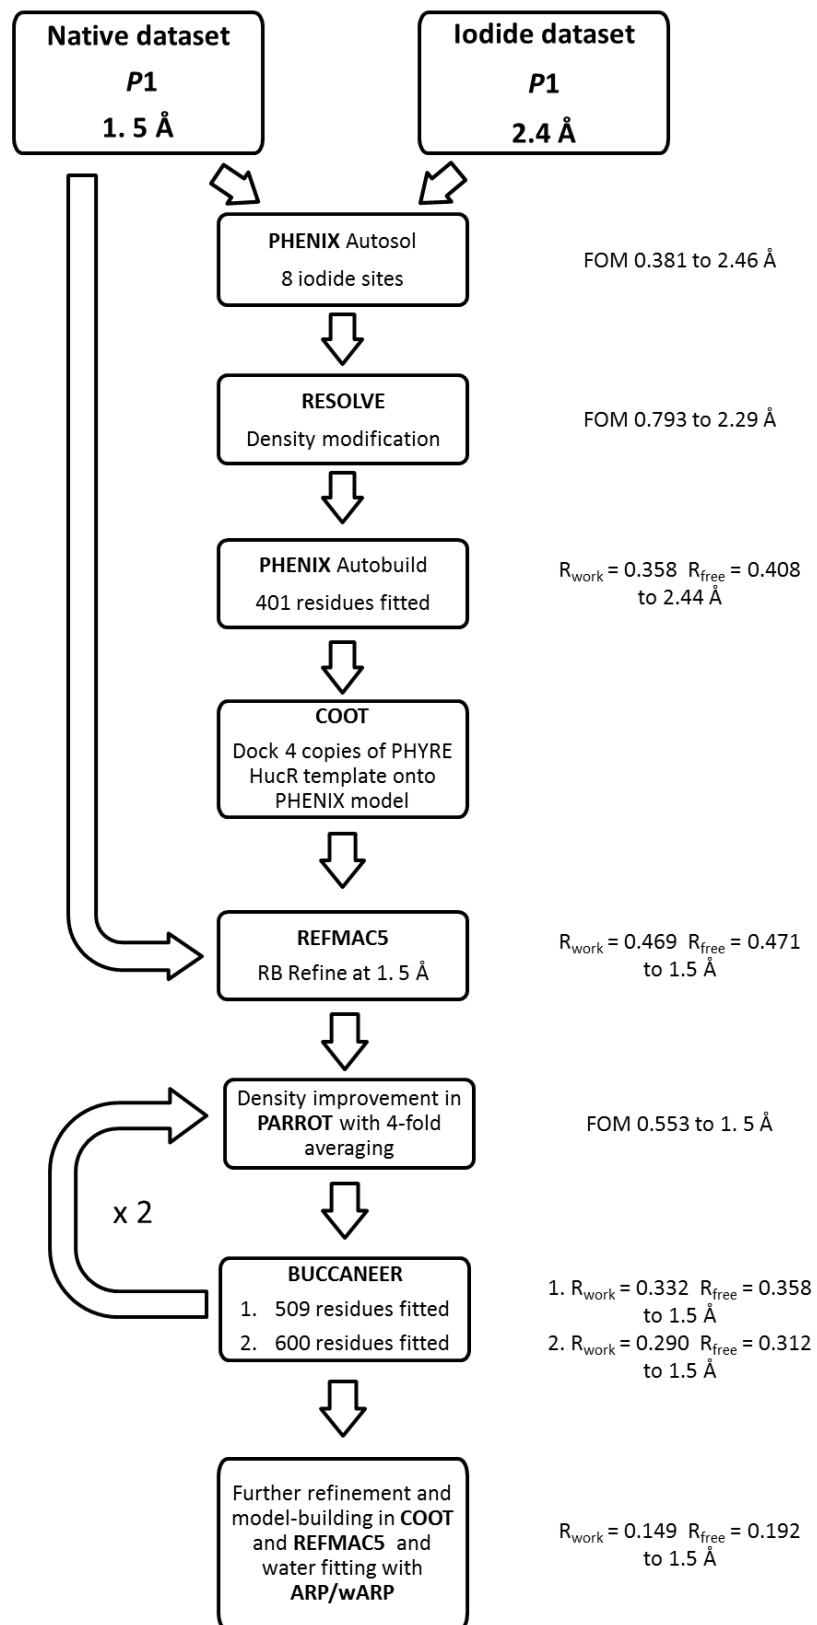 Native dataset
P1
1. 5 Å
Iodide dataset
P1
2.4 Å
PHENIX Autosol
8 iodide sites
FOM 0.381 to 2.46 Å
RESOLVE
Density modification
FOM 0.793 to 2.29 Å
PHENIX Autobuild
401 residues fitted
Rwork = 0.358 Rfree = 0.408
to 2.44 Å
COOT
Dock 4 copies of PHYRE
HucR template onto
PHENIX model
REFMAC5
RB Refine at 1. 5 Å
Rwork = 0.469 Rfree = 0.471
to 1.5 Å
Density improvement in
PARROT with 4-fold
averaging
FOM 0.553 to 1. 5 Å
x 2
BUCCANEER
1. 509 residues fitted
2. 600 residues fitted
1. Rwork = 0.332 Rfree = 0.358
to 1.5 Å
2. Rwork = 0.290 Rfree = 0.312
to 1.5 Å
Further refinement and
model-building in COOT
and REFMAC5 and
water fitting with
ARP/wARP
Rwork = 0.149 Rfree = 0.192
to 1.5 Å